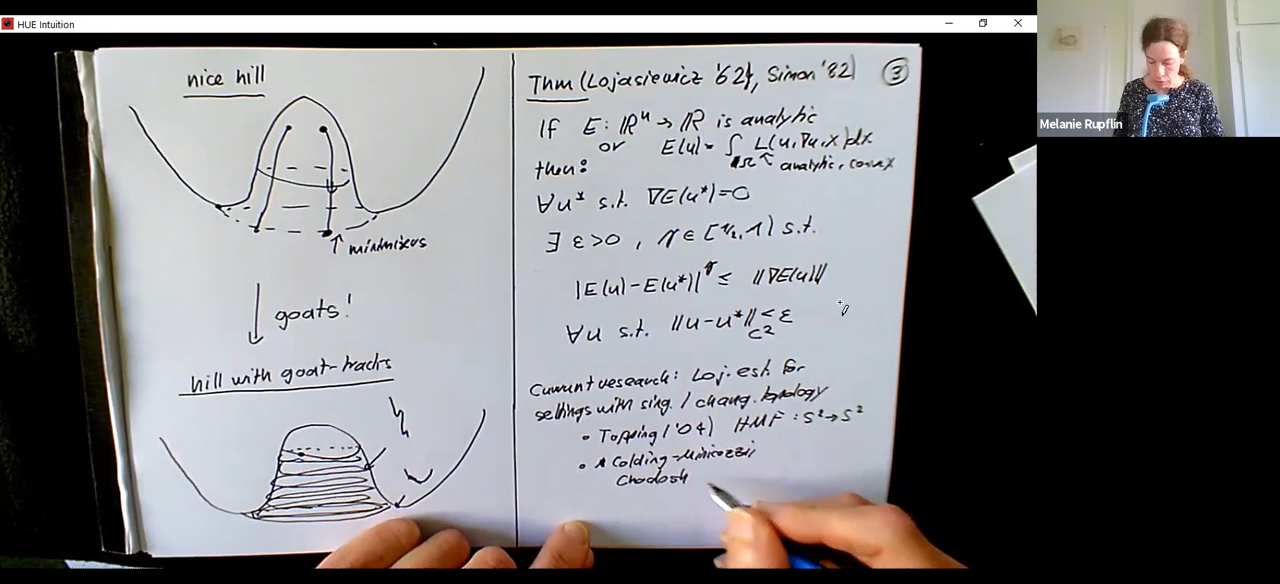 HUE Intuition
nice hill
↑ minimizers
goats!
hill with goat-tracks
Thm (Lojasiewicz '62, Simon '82)
③
If E: ℝⁿ → ℝ is analytic
or E(u) = ∫_Ω L(u, ∇u, x) dx
then: ↑ analytic, convex
∀u* s.t. ∇E(u*)=0
∃ ε>0, γ ∈ [1/2, 1) s.t.
|E(u)-E(u*)|^γ ≤ ||∇E(u)||
∀u s.t. ||u-u*||_C² < ε
Current research: Loj. est. for
settings with sing. / chang. topology
• Topping ('04) HMF : S²→S²
• Colding-Minicozzi
Chodosh
Melanie Rupflin